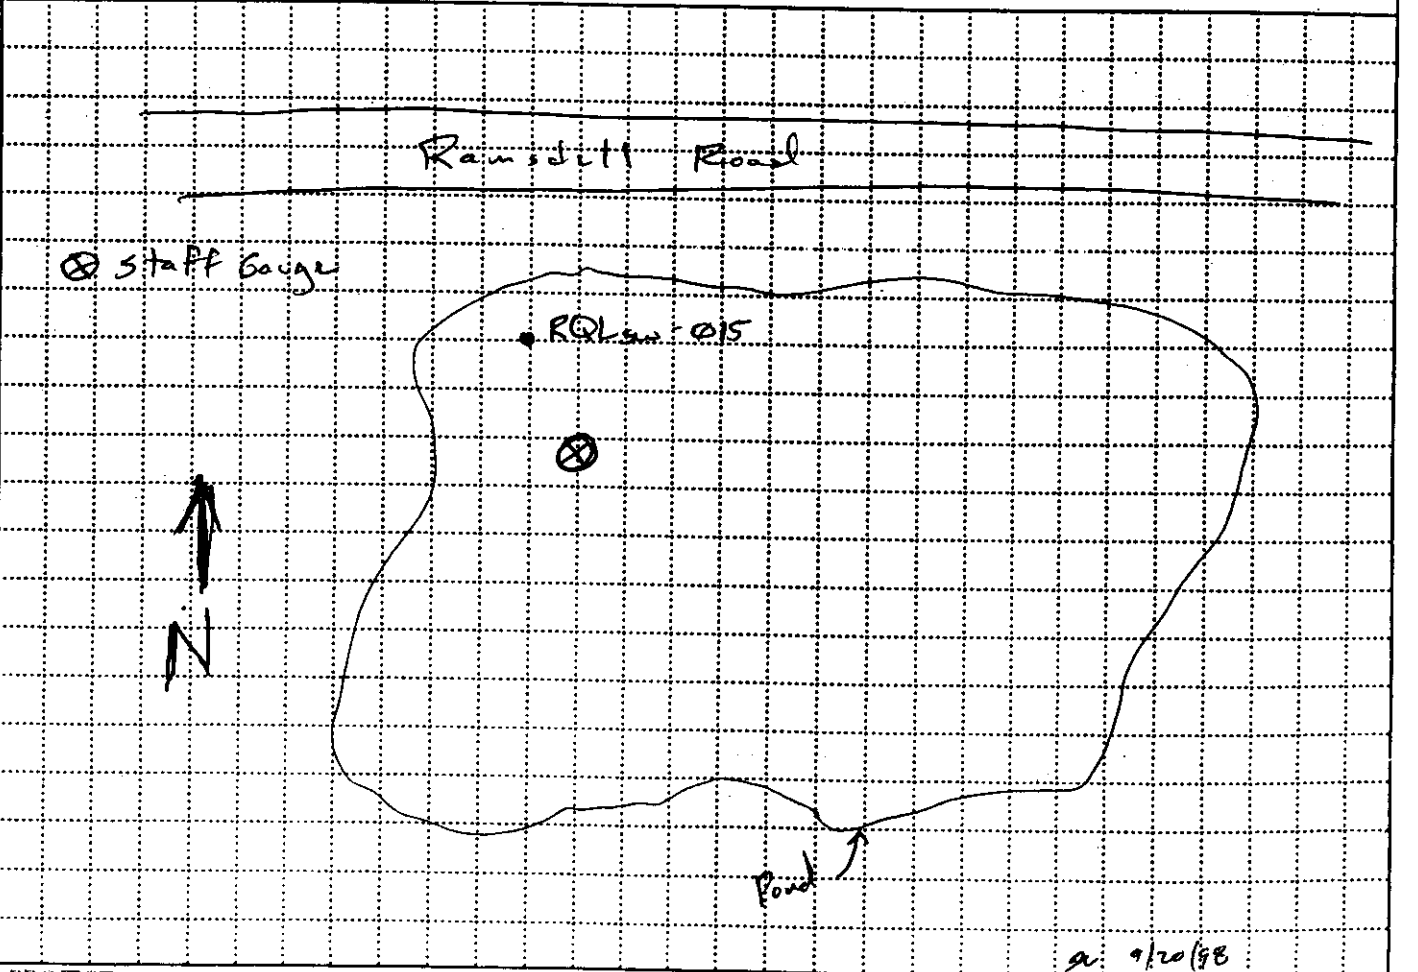 Ramsdell Road
⊗ Staff Gauge
RQLsw-015
N
Pond
9/20/98